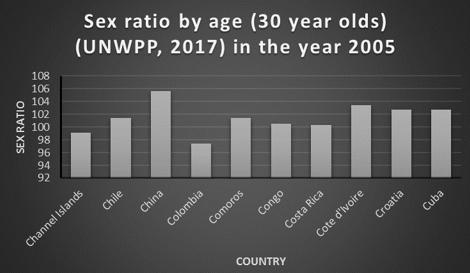 Sex ratio by age (30 year olds)
(UNWPP, 2017) in the year 2005
SEX RATIO
108
106
104
102
100
98
96
94
92
Channel Islands
Chile
China
Colombia
Comoros
Congo
Costa Rica
Cote d'Ivoire
Croatia
Cuba
COUNTRY